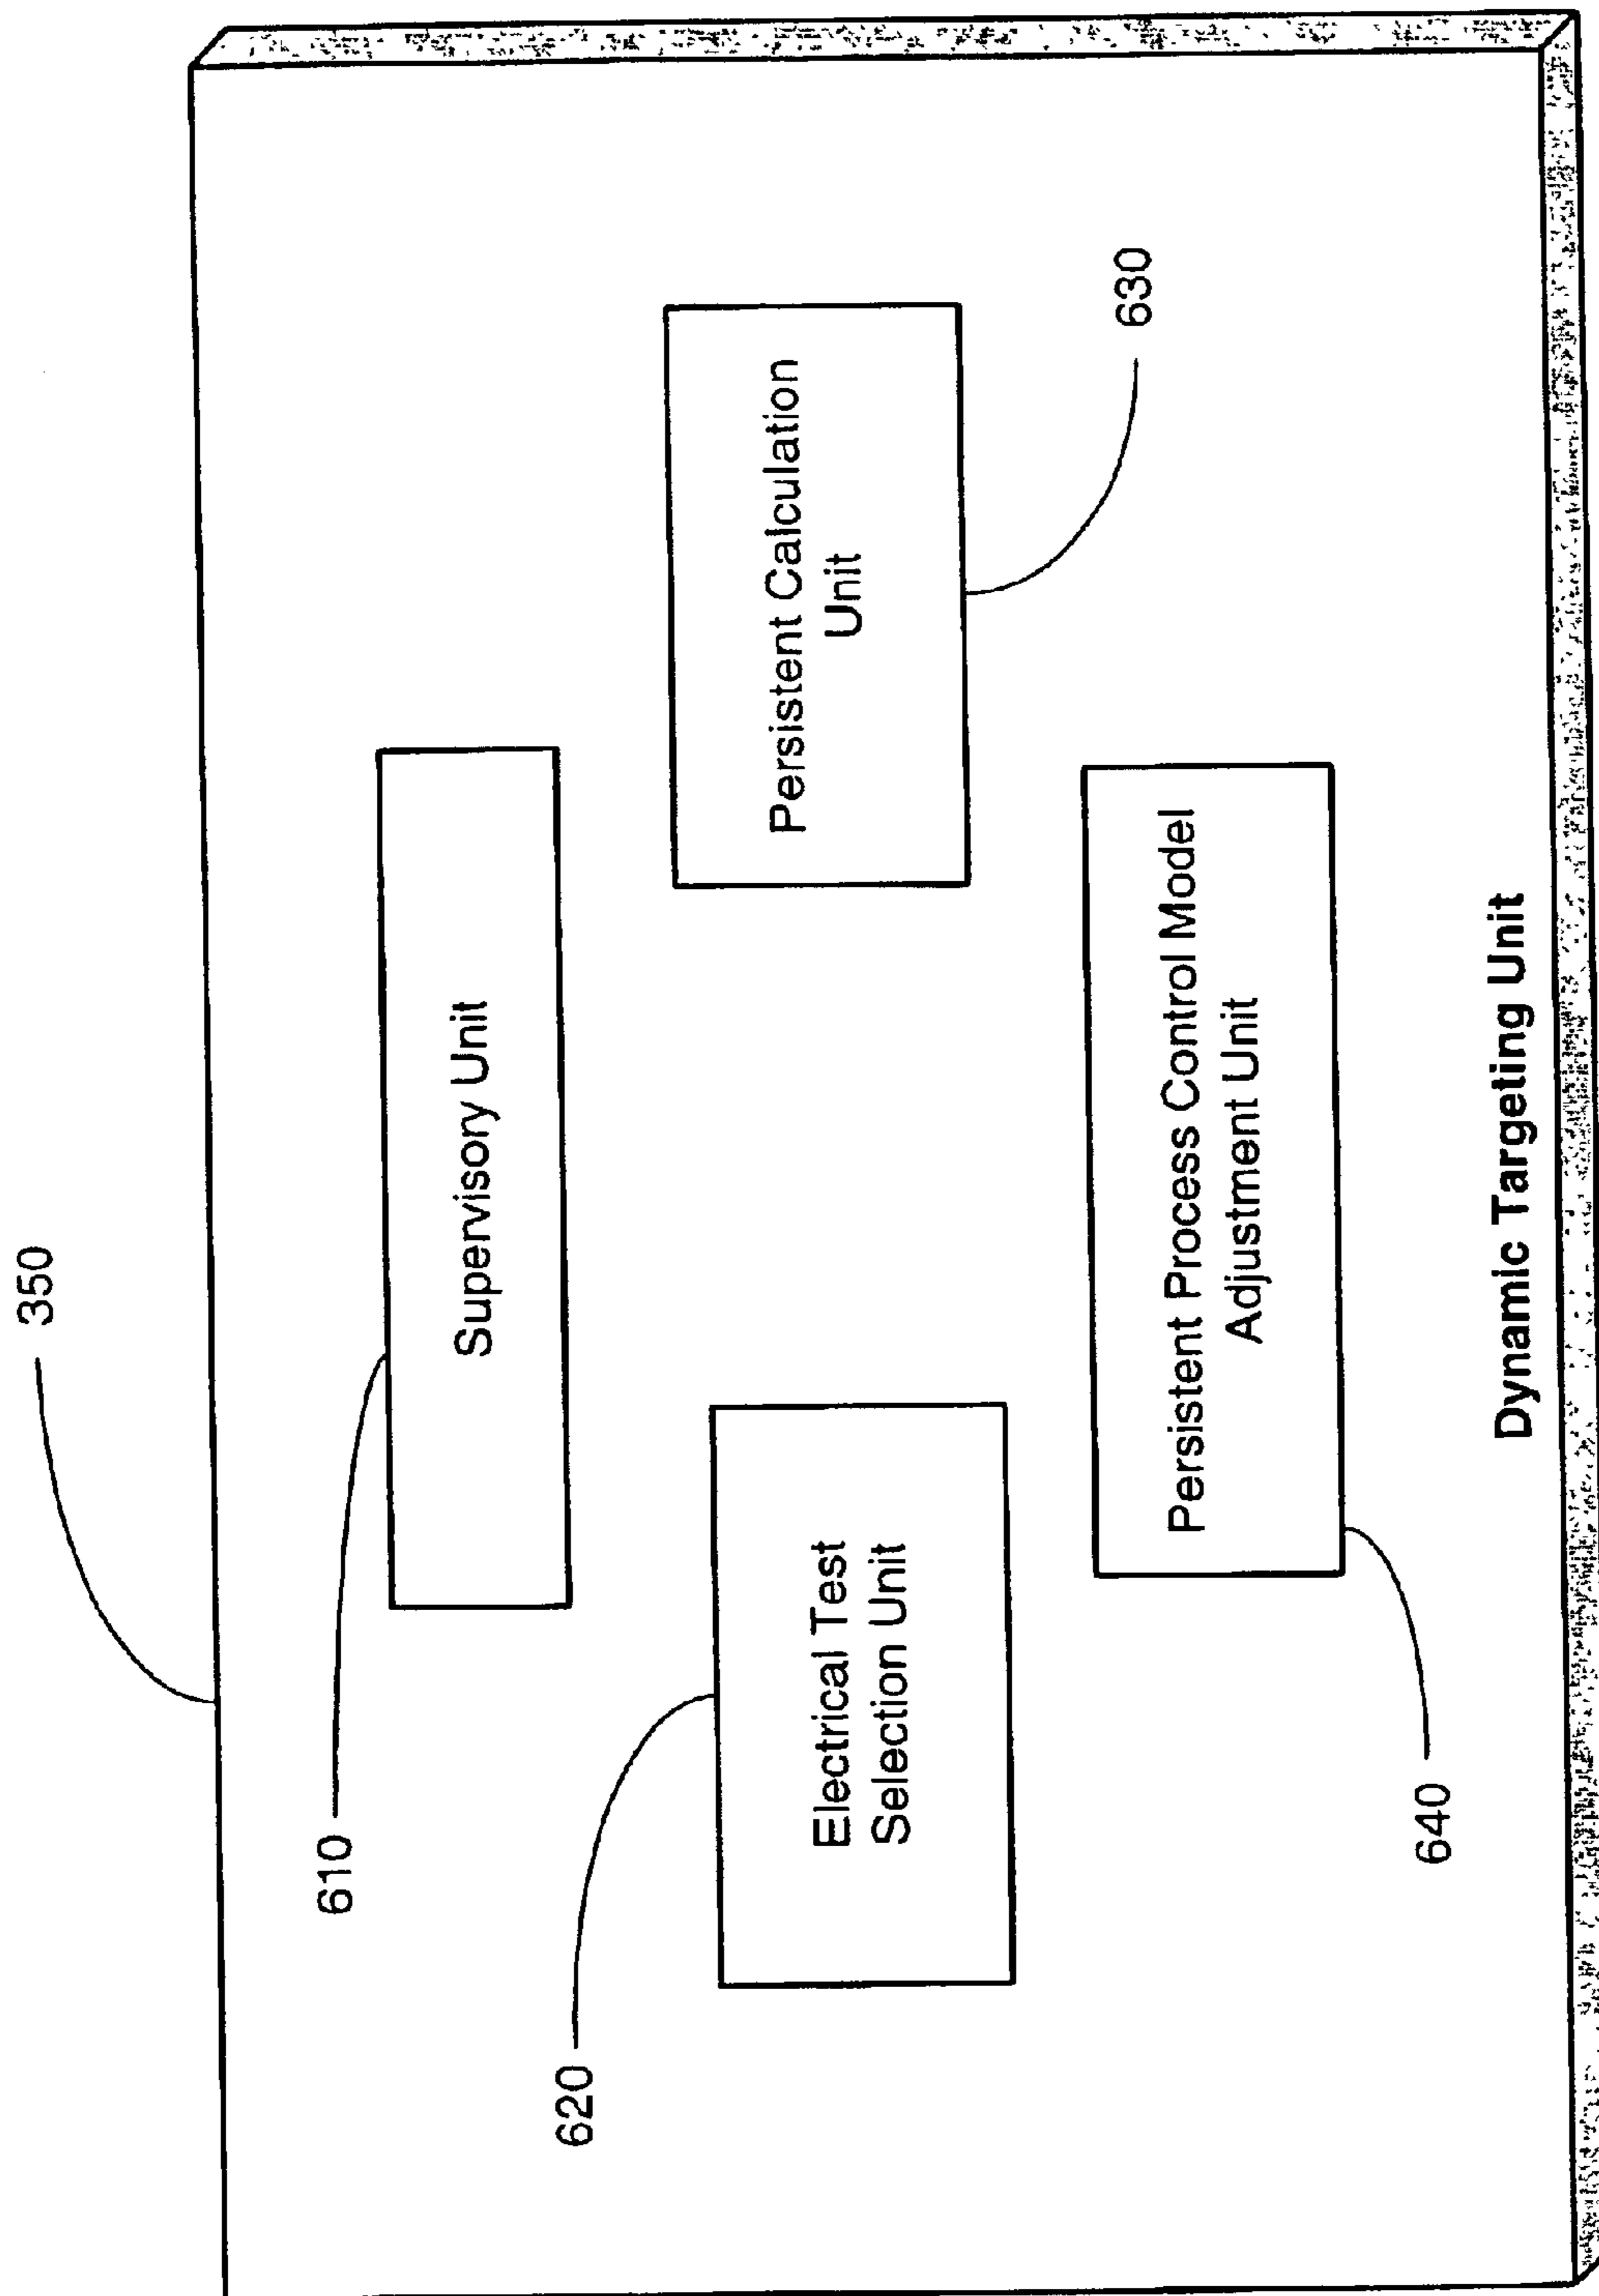 350
610
Supervisory Unit
620
Electrical Test
Selection Unit
Persistent Calculation
Unit
630
Persistent Process Control Model
Adjustment Unit
640
Dynamic Targeting Unit